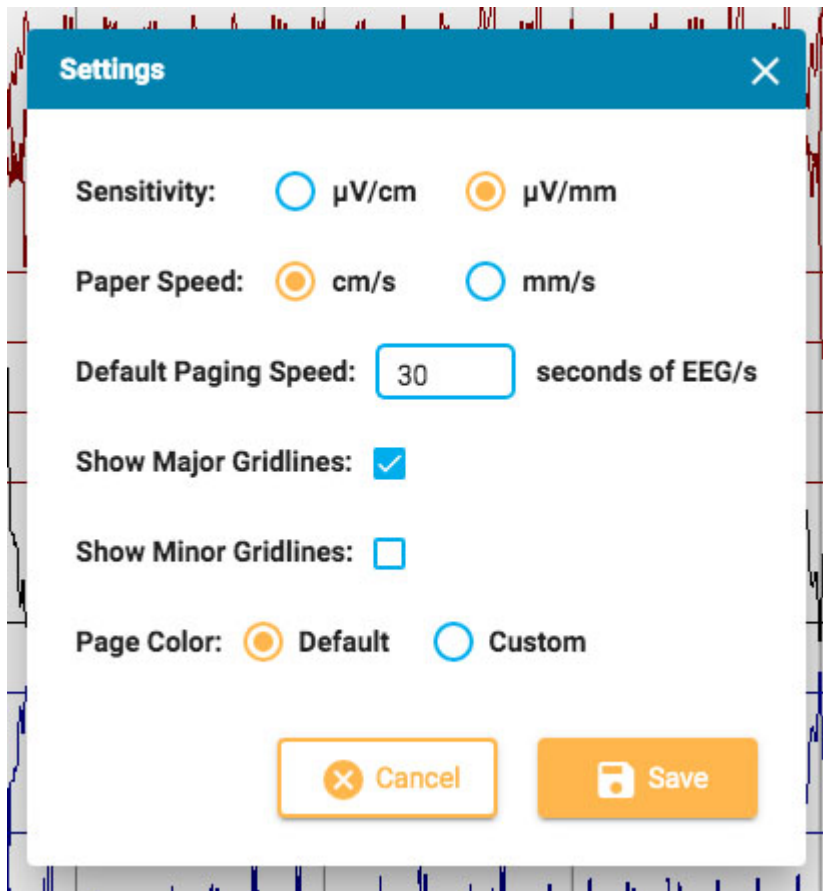 Settings
Sensitivity: µV/cm µV/mm
Paper Speed: cm/s mm/s
Default Paging Speed: 30 seconds of EEG/s
Show Major Gridlines:
Show Minor Gridlines:
Page Color: Default Custom
Cancel Save